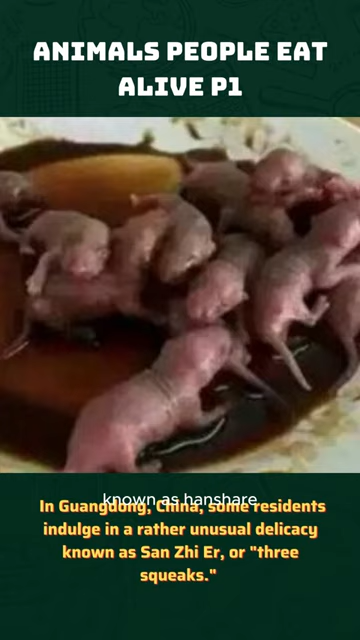 ANIMALS PEOPLE EAT
ALIVE P1
known as hanshare
In Guangdong, China, some residents
indulge in a rather unusual delicacy
known as San Zhi Er, or "three
squeaks."